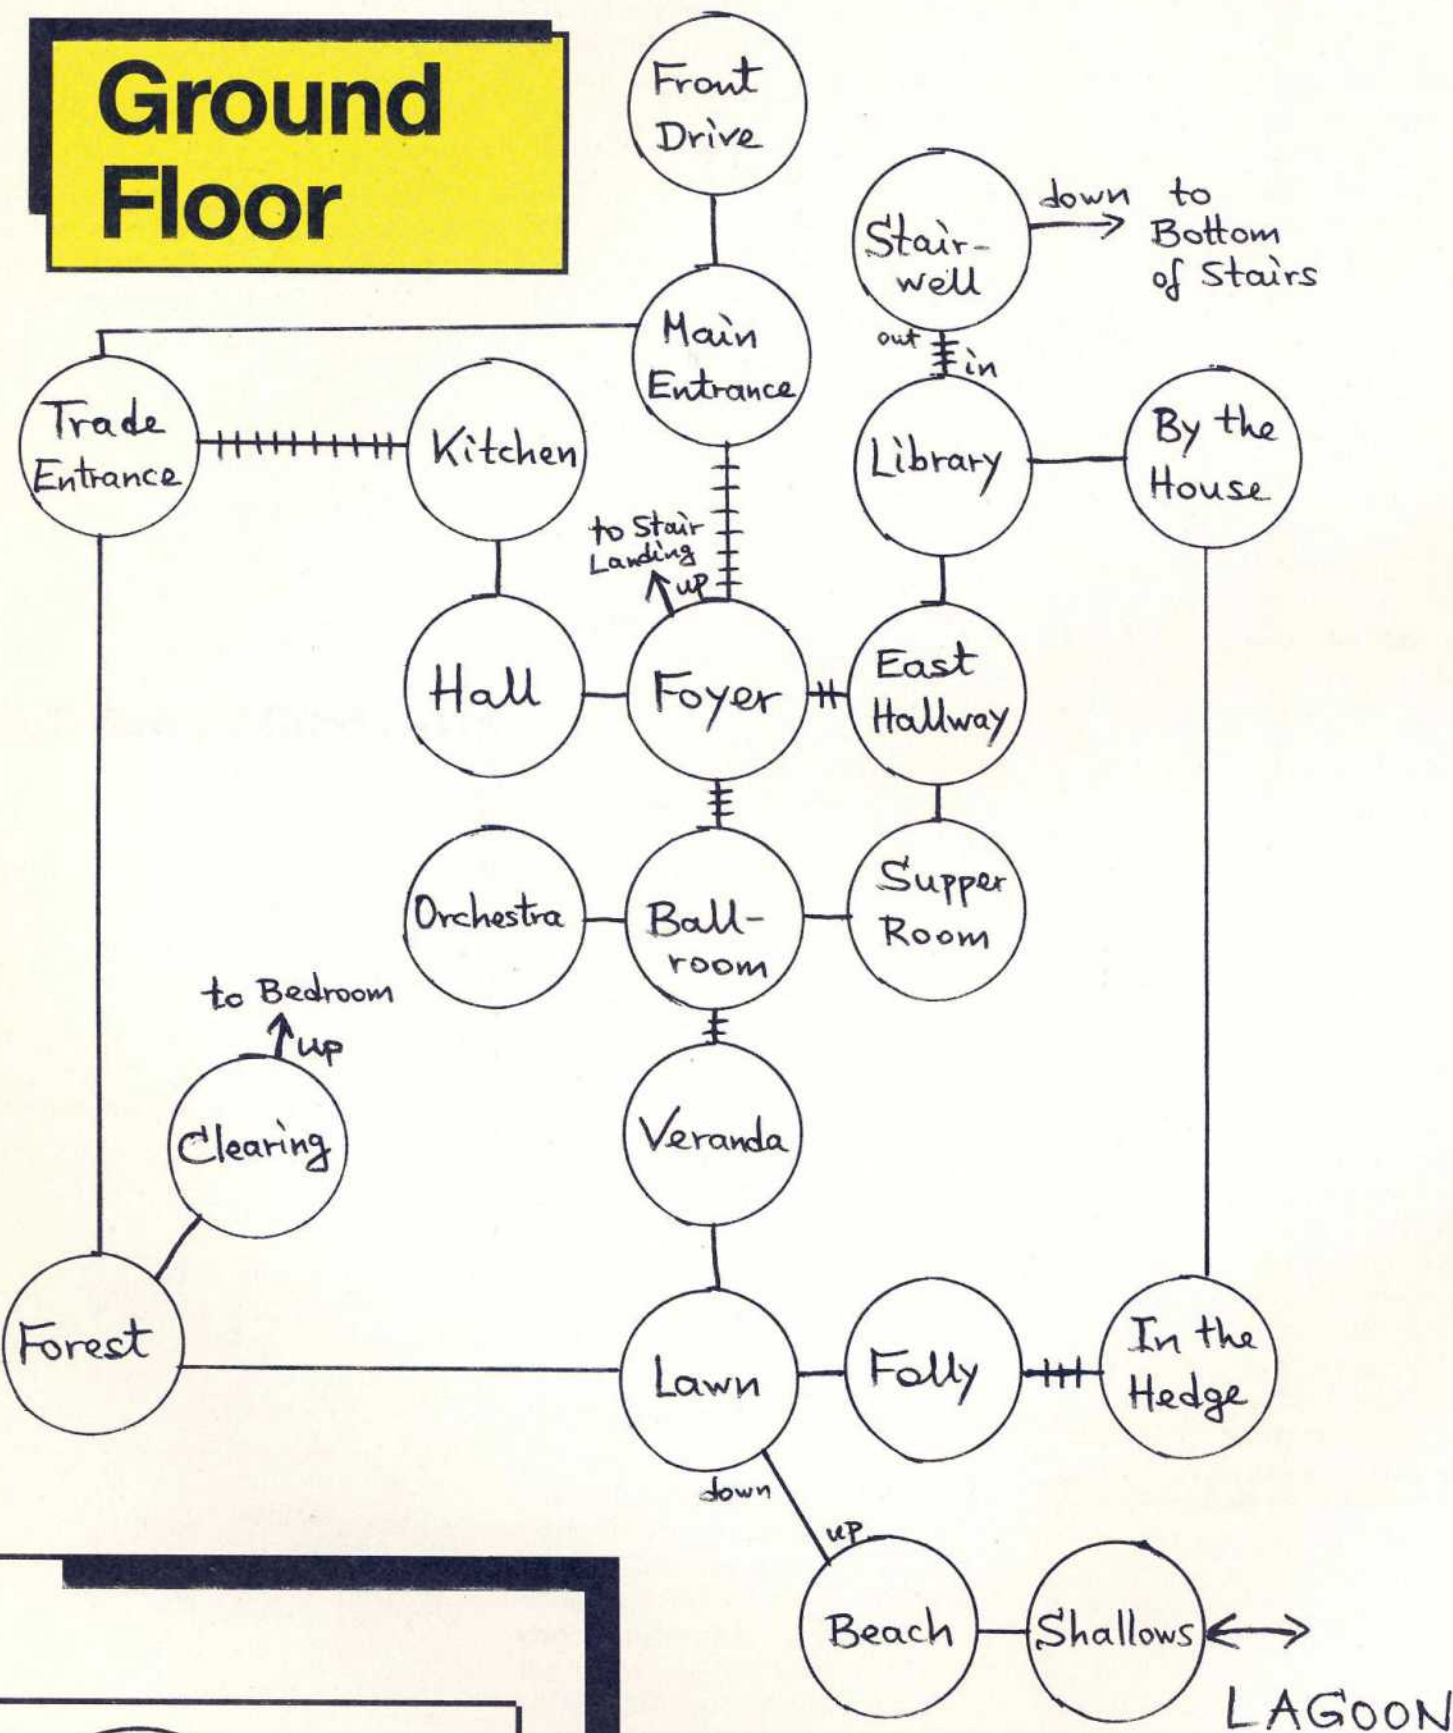 Ground
Floor
Front
Drive
Stair-
well
down to
Bottom
of Stairs
Main
Entrance
out
in
Trade
Entrance
Kitchen
Library
By the
House
to Stair
Landing
up
Hall
Foyer
East
Hallway
Orchestra
Ball-
room
Supper
Room
to Bedroom
up
Clearing
Veranda
Forest
Lawn
Folly
In the
Hedge
down
up
Beach
Shallows
LAGOON